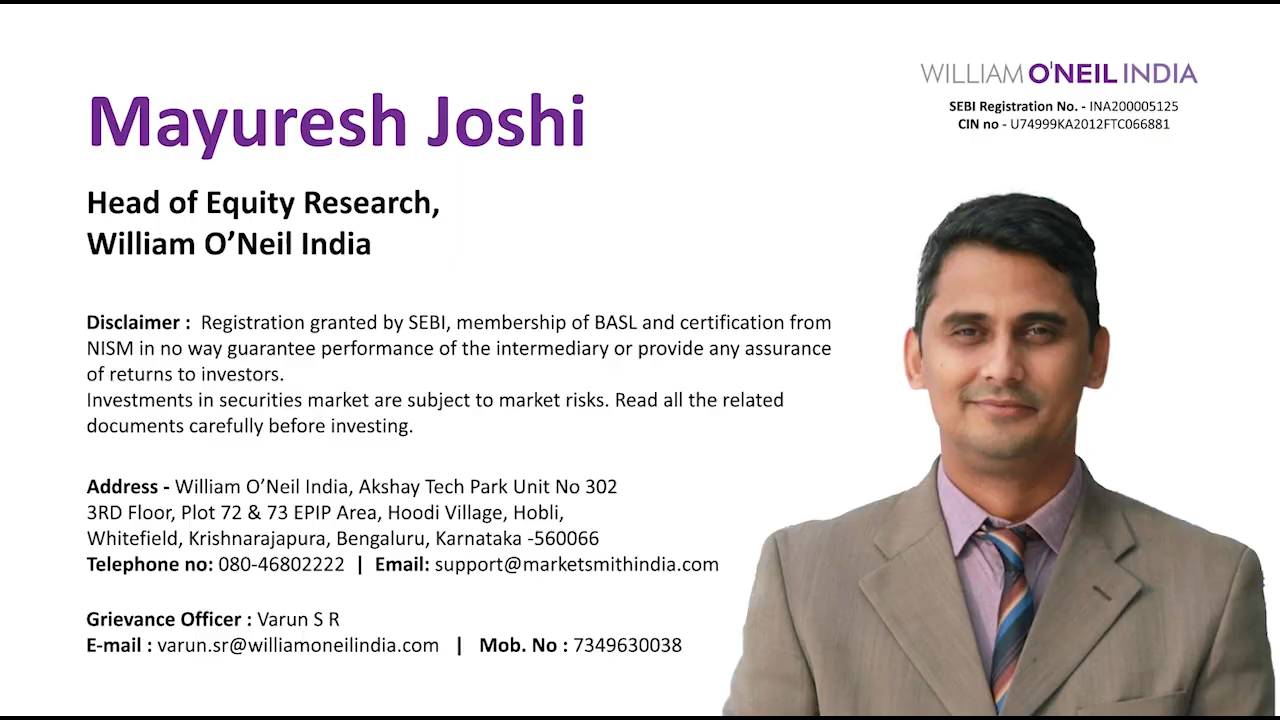 WILLIAM O'NEIL INDIA
SEBI Registration No. - INA200005125
CIN no - U74999KA2012FTC066881
Mayuresh Joshi
Head of Equity Research,
William O’Neil India
Disclaimer : Registration granted by SEBI, membership of BASL and certification from
NISM in no way guarantee performance of the intermediary or provide any assurance
of returns to investors.
Investments in securities market are subject to market risks. Read all the related
documents carefully before investing.
Address - William O’Neil India, Akshay Tech Park Unit No 302
3RD Floor, Plot 72 & 73 EPIP Area, Hoodi Village, Hobli,
Whitefield, Krishnarajapura, Bengaluru, Karnataka -560066
Telephone no: 080-46802222 | Email: support@marketsmithindia.com
Grievance Officer : Varun S R
E-mail : varun.sr@williamoneilindia.com | Mob. No : 7349630038